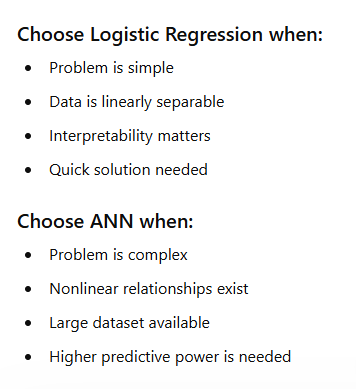 Choose Logistic Regression when:
• Problem is simple
• Data is linearly separable
• Interpretability matters
• Quick solution needed
Choose ANN when:
• Problem is complex
• Nonlinear relationships exist
• Large dataset available
• Higher predictive power is needed